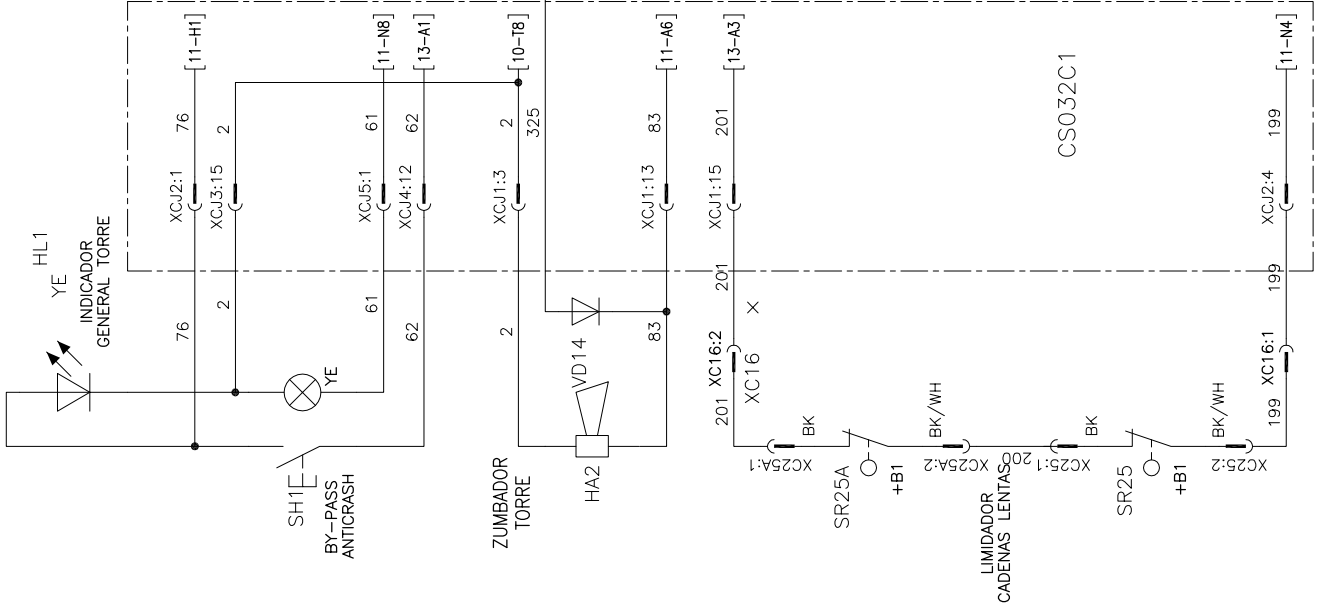 [11-H1]
[11-N8]
[13-A1]
[10-T8]
[11-A6]
[13-A3]
[11-N4]
76
2
61
62
2
325
83
201
199
CS032C1
XCJ2:1
XCJ3:15
XCJ5:1
XCJ4:12
XCJ1:3
XCJ1:13
XCJ1:15
XCJ2:4
HL1
YE
INDICADOR
GENERAL TORRE
76
2
61
62
2
83
201
199
X
YE
VD14
XC16:2
XC16
XC16:1
201
199
SH1
BY-PASS
ANTICRASH
ZUMBADOR
TORRE
HA2
XC25A:1
BK
SR25A
+B1
BK/WH
XC25A:2
200
XC25:1
BK
SR25
+B1
BK/WH
XC25:2
LIMIDADOR
CADENAS LENTAS